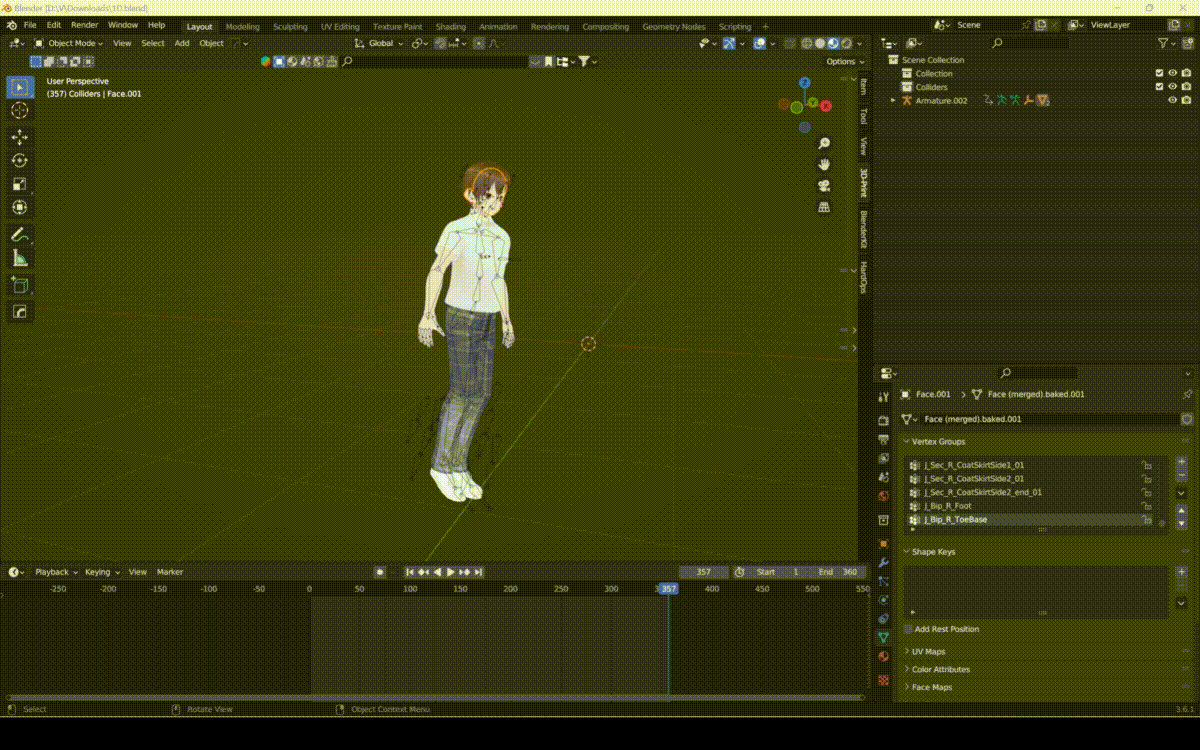 Blender [D:\V\Downloads\1D.blend]
File Edit Render Window Help Layout Modeling Sculpting UV Editing Texture Paint Shading Animation Rendering Compositing Geometry Nodes Scripting Scene ViewLayer
Object Mode View Select Add Object Global
Options
User Perspective
(357) Colliders | Face.001
Z
Y
X
Item
Tool
View
3D-Print
BlenderKit
HardOps
Scene Collection
Collection
Colliders
Armature.002
Face.001 Face (merged).baked.001
Face (merged).baked.001
Vertex Groups
J_Sec_R_CoatSkirtSide1_01
J_Sec_R_CoatSkirtSide2_01
J_Sec_R_CoatSkirtSide2_end_01
J_Bip_R_Foot
J_Bip_R_ToeBase
Shape Keys
Add Rest Position
UV Maps
Color Attributes
Face Maps
Playback Keying View Marker 357 Start 1 End 360
-250 -200 -150 -100 -50 0 50 100 150 200 250 300 357 400 450 500 550
Select Rotate View Object Context Menu 3.6.1